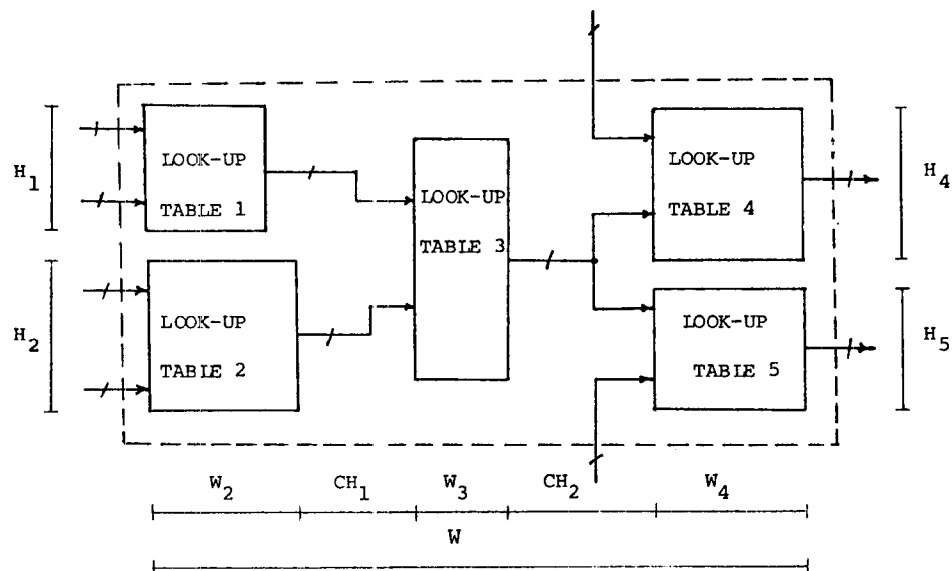 H1
H2
LOOK-UP
TABLE 1
LOOK-UP
TABLE 2
LOOK-UP
TABLE 3
LOOK-UP
TABLE 4
LOOK-UP
TABLE 5
H4
H5
W2 CH1 W3 CH2 W4
W